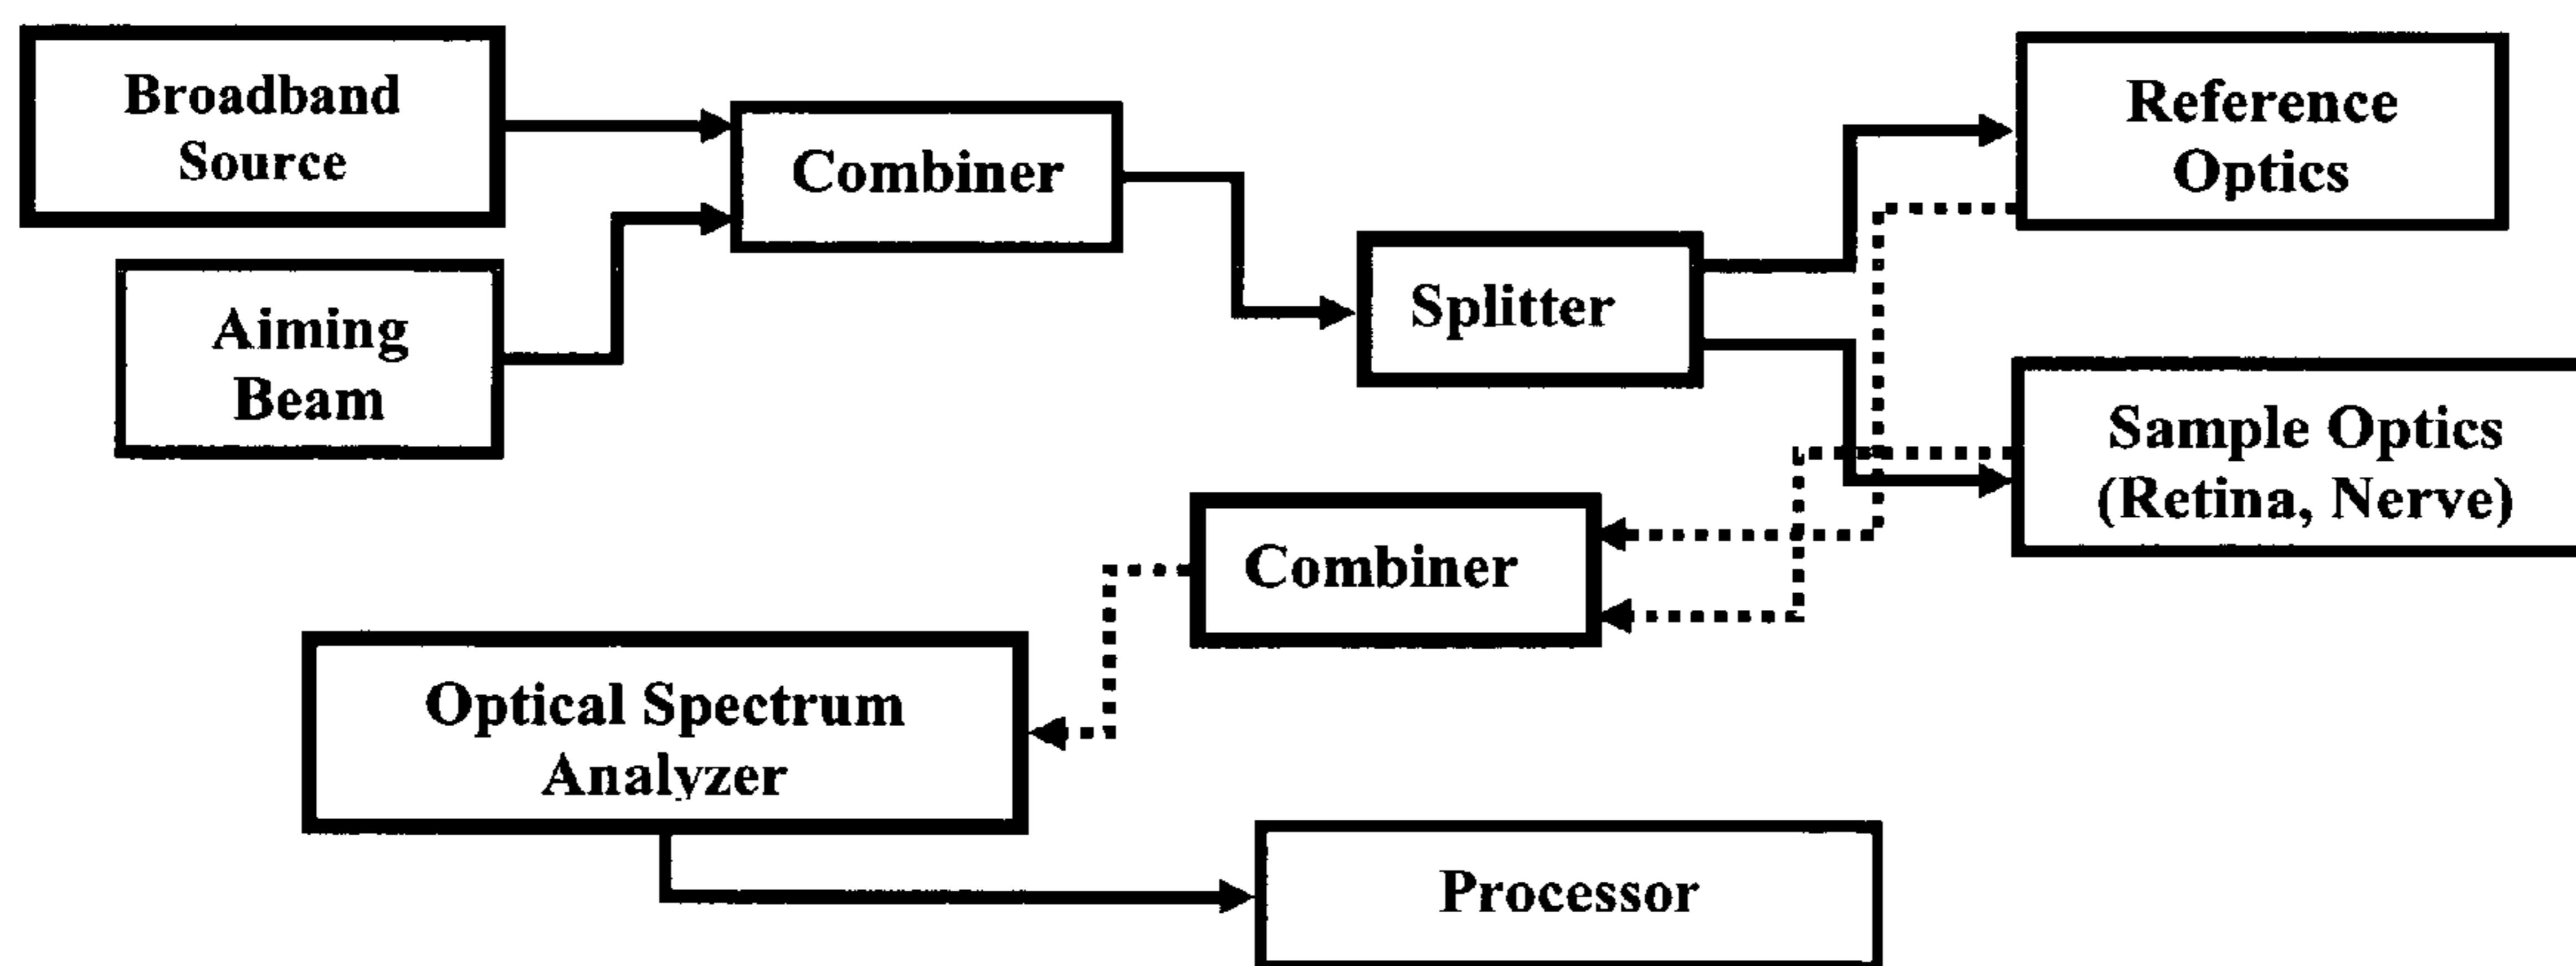 Broadband
Source
Aiming
Beam
Combiner
Splitter
Reference
Optics
Sample Optics
(Retina, Nerve)
Combiner
Optical Spectrum
Analyzer
Processor